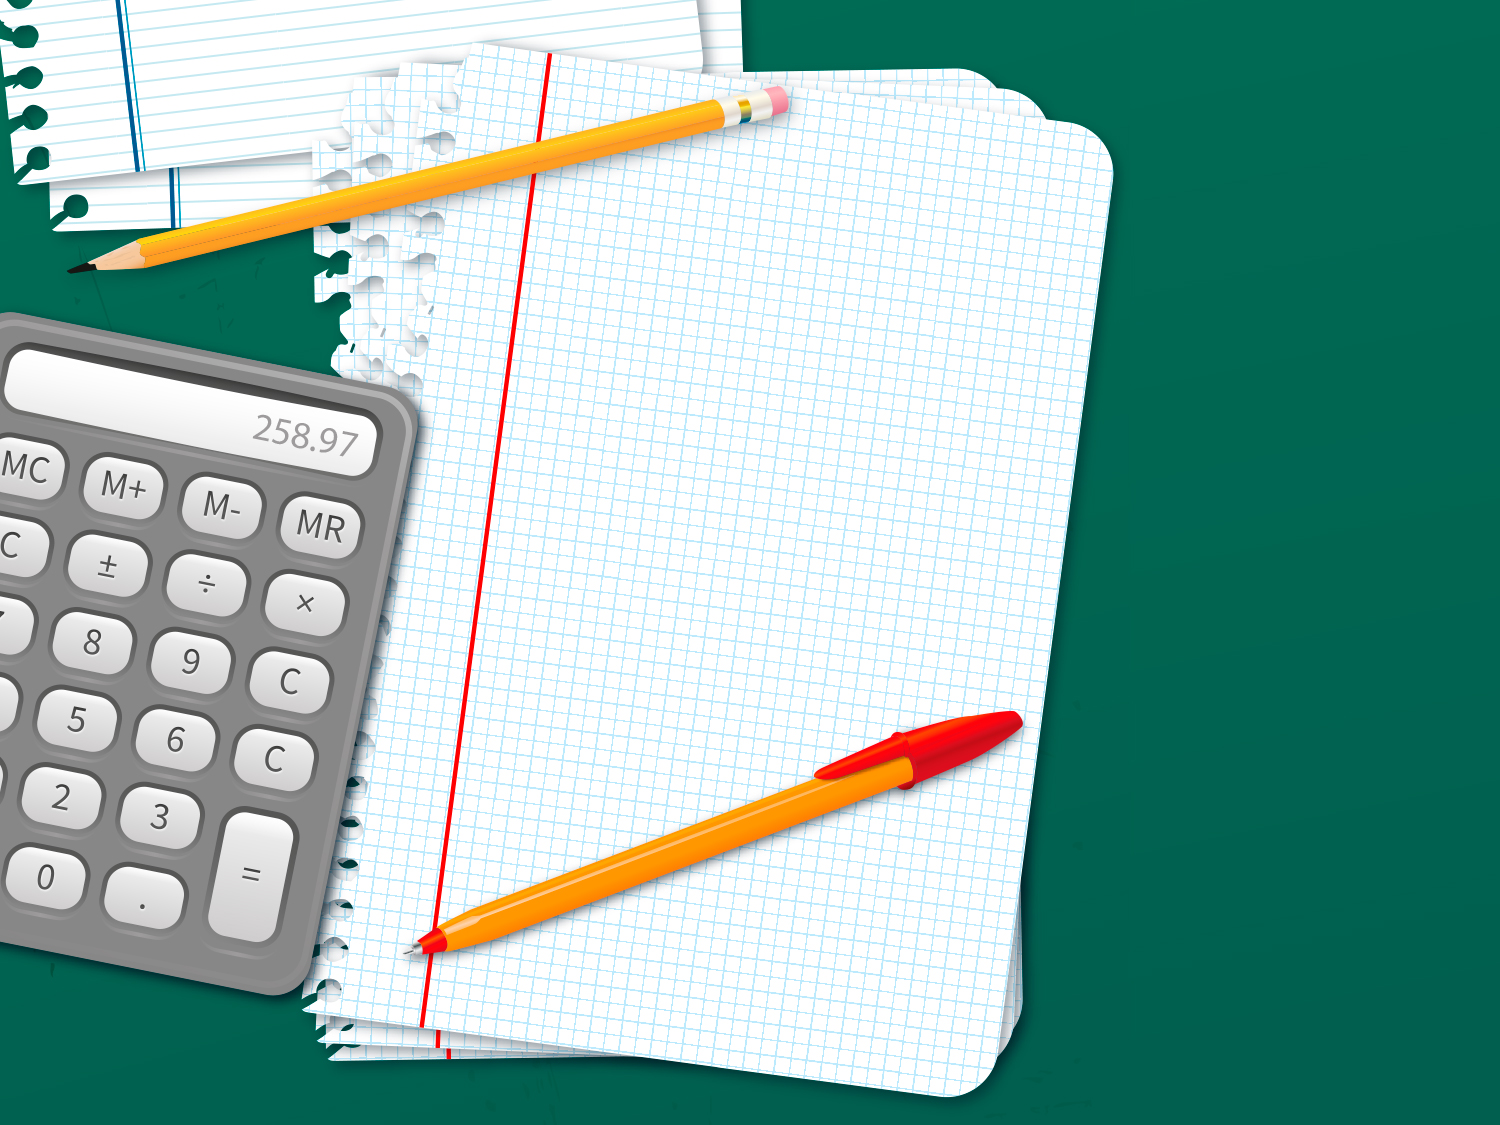 258.97
MC M+ M- MR
C ± ÷ ×
8 9 C
5 6 C
2 3
0 . =